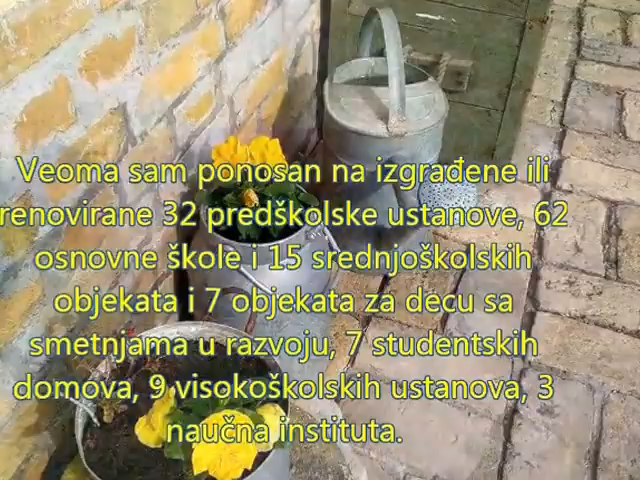 Veoma sam ponosan na izgrađene ili
renovirane 32 predškolske ustanove, 62
osnovne škole i 15 srednjoškolskih
objekata i 7 objekata za decu sa
smetnjama u razvoju, 7 studentskih
domova, 9 visokoškolskih ustanova, 3
naučna instituta.